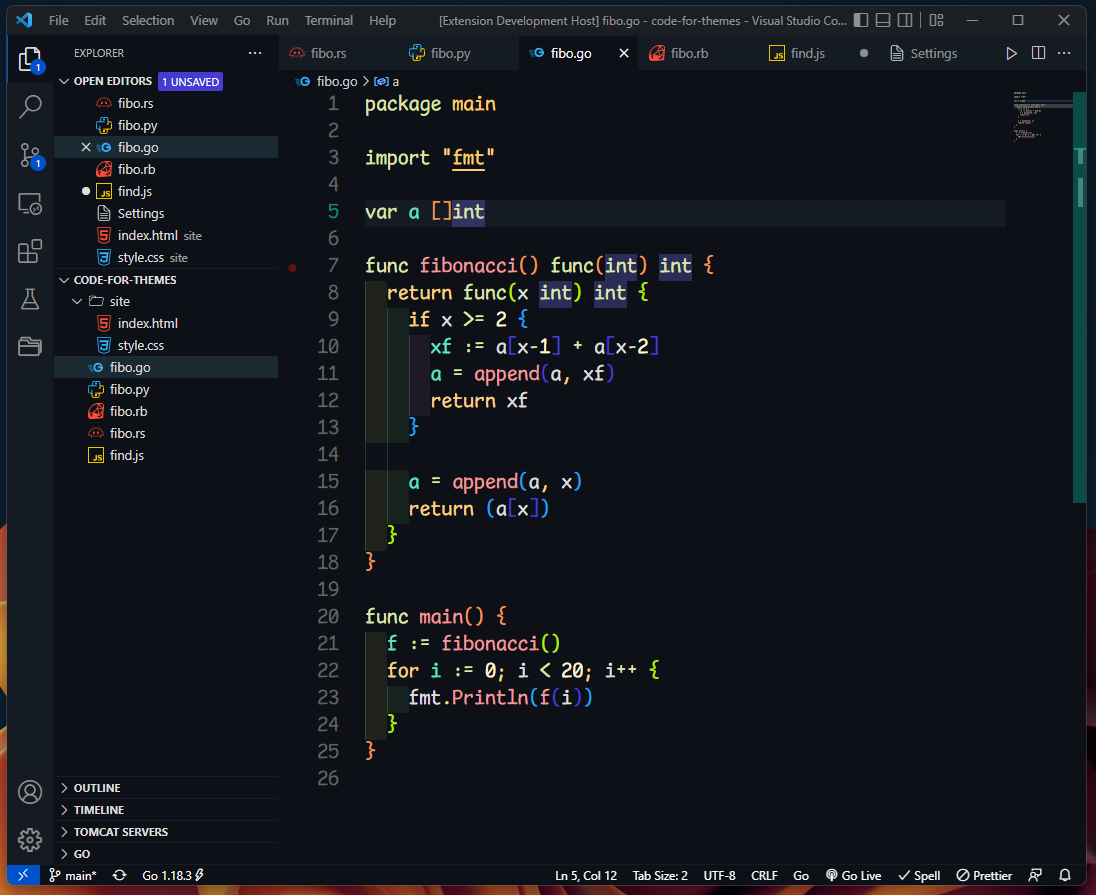 File Edit Selection View Go Run Terminal Help [Extension Development Host] fibo.go - code-for-themes - Visual Studio Co...
EXPLORER
fibo.rs fibo.py fibo.go fibo.rb find.js Settings
OPEN EDITORS 1 UNSAVED
fibo.rs
fibo.py
fibo.go
fibo.rb
find.js
Settings
index.html site
style.css site
CODE-FOR-THEMES
site
index.html
style.css
fibo.go
fibo.py
fibo.rb
fibo.rs
find.js
OUTLINE
TIMELINE
TOMCAT SERVERS
GO
1
1
fibo.go > a
1 package main
2
3 import "fmt"
4
5 var a []int
6
7 func fibonacci() func(int) int {
8 return func(x int) int {
9 if x >= 2 {
10 xf := a[x-1] + a[x-2]
11 a = append(a, xf)
12 return xf
13 }
14
15 a = append(a, x)
16 return (a[x])
17 }
18 }
19
20 func main() {
21 f := fibonacci()
22 for i := 0; i < 20; i++ {
23 fmt.Println(f(i))
24 }
25 }
26
main* Go 1.18.3 Ln 5, Col 12 Tab Size: 2 UTF-8 CRLF Go Go Live Spell Prettier